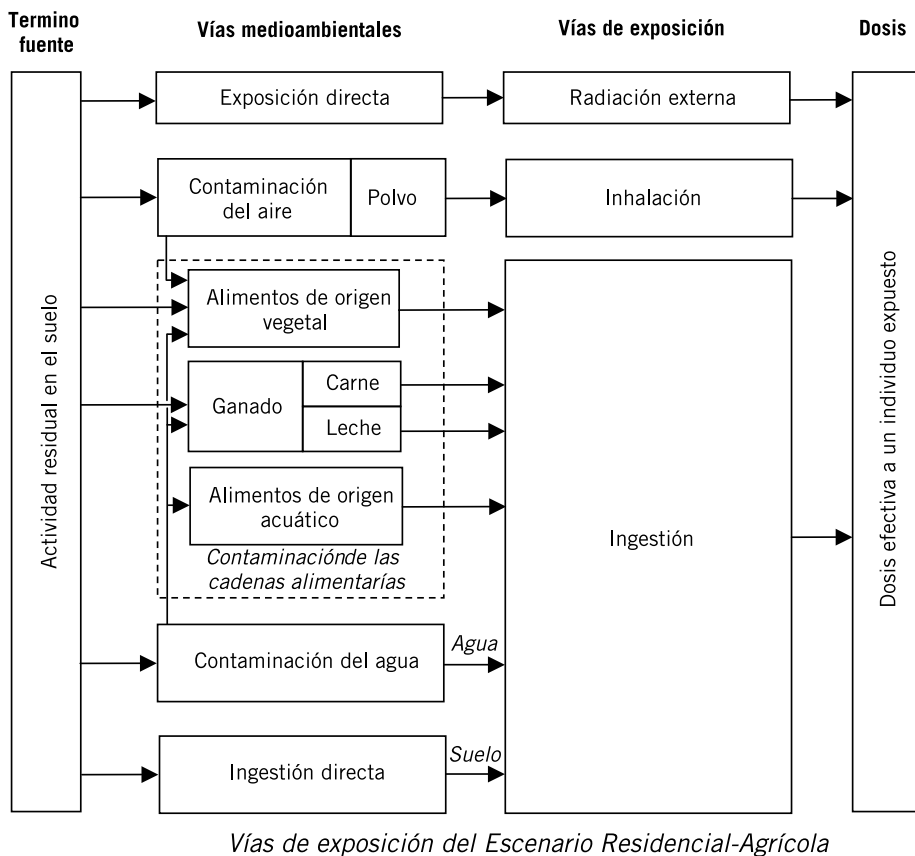 Termino
fuente
Vías medioambientales
Vías de exposición
Dosis
Actividad residual en el suelo
Exposición directa
Radiación externa
Contaminación
del aire
Polvo
Inhalación
Alimentos de origen
vegetal
Ganado
Carne
Leche
Alimentos de origen
acuático
Contaminaciónde las
cadenas alimentarías
Ingestión
Contaminación del agua
Agua
Ingestión directa
Suelo
Dosis efectiva a un individuo expuesto
Vías de exposición del Escenario Residencial-Agrícola